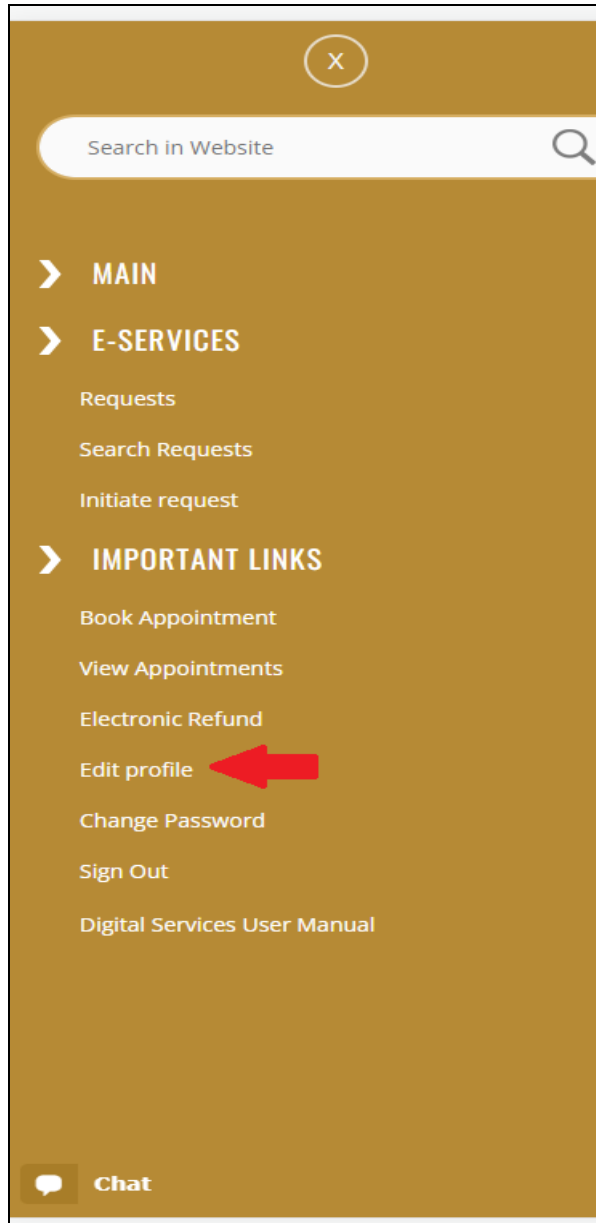 X
Search in Website
MAIN
E-SERVICES
Requests
Search Requests
Initiate request
IMPORTANT LINKS
Book Appointment
View Appointments
Electronic Refund
Edit profile
Change Password
Sign Out
Digital Services User Manual
Chat